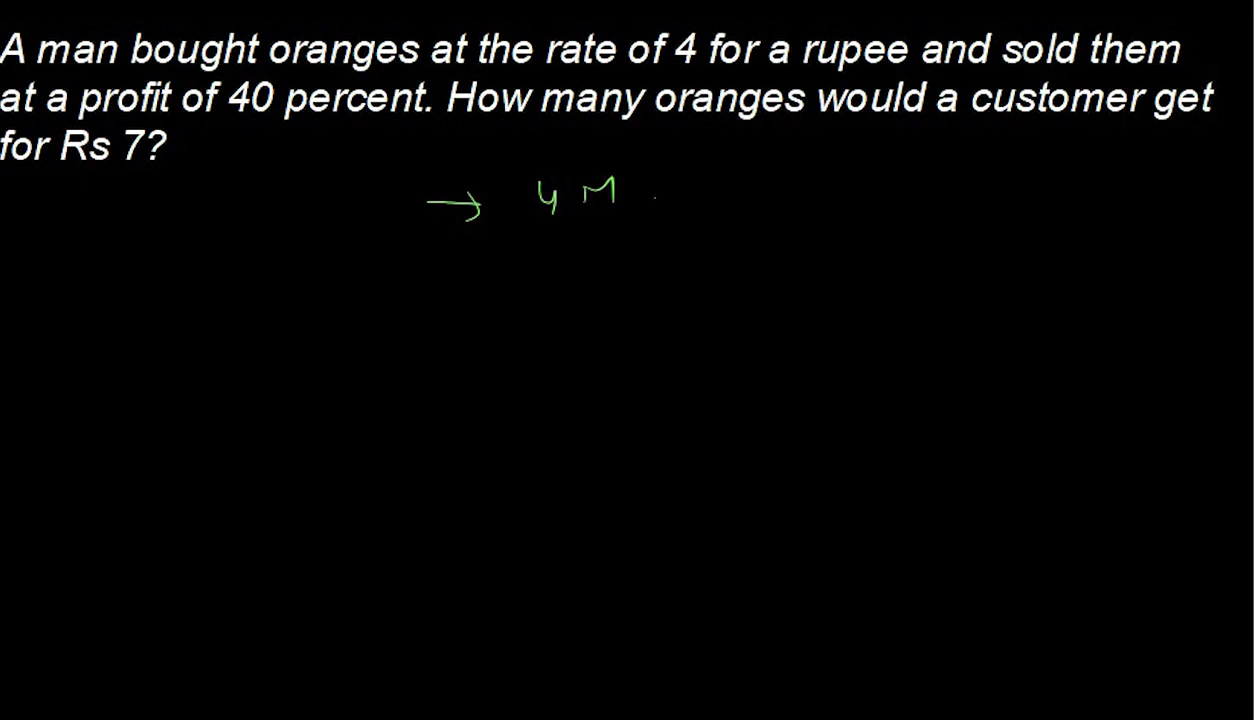 A man bought oranges at the rate of 4 for a rupee and sold them
at a profit of 40 percent. How many oranges would a customer get
for Rs 7?
→ 4 M